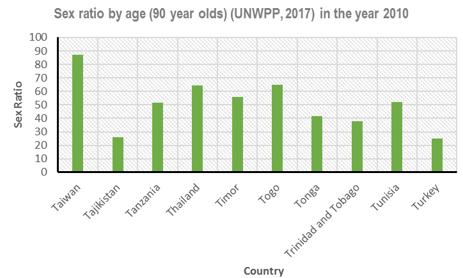 Sex ratio by age (90 year olds) (UNWPP, 2017) in the year 2010
100
90
80
70
60
50
40
30
20
10
0
Sex Ratio
Taiwan
Tajikistan
Tanzania
Thailand
Timor
Togo
Tonga
Trinidad and Tobago
Tunisia
Turkey
Country